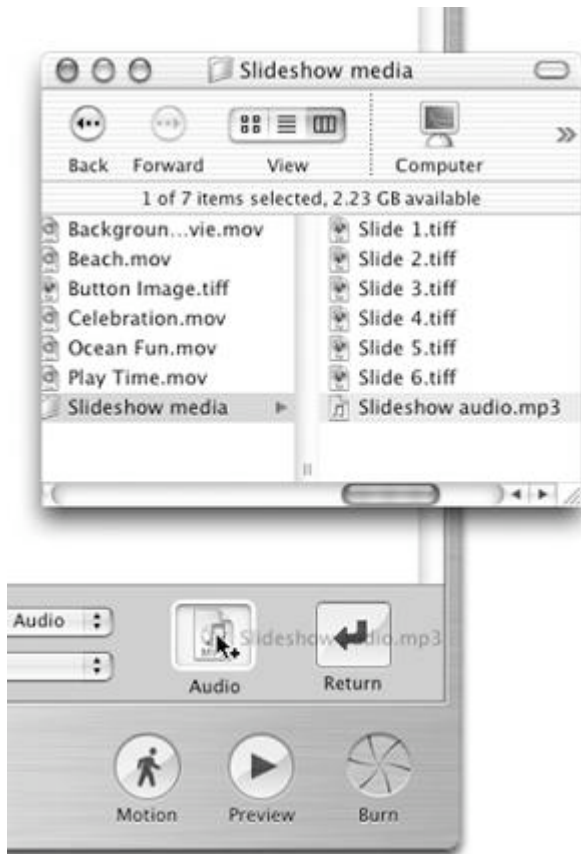 Slideshow media
Back Forward View Computer
1 of 7 items selected, 2.23 GB available
Backgroun...vie.mov
Beach.mov
Button Image.tiff
Celebration.mov
Ocean Fun.mov
Play Time.mov
Slideshow media
Slide 1.tiff
Slide 2.tiff
Slide 3.tiff
Slide 4.tiff
Slide 5.tiff
Slide 6.tiff
Slideshow audio.mp3
Audio
Slideshow audio.mp3
Audio Return
Motion Preview Burn